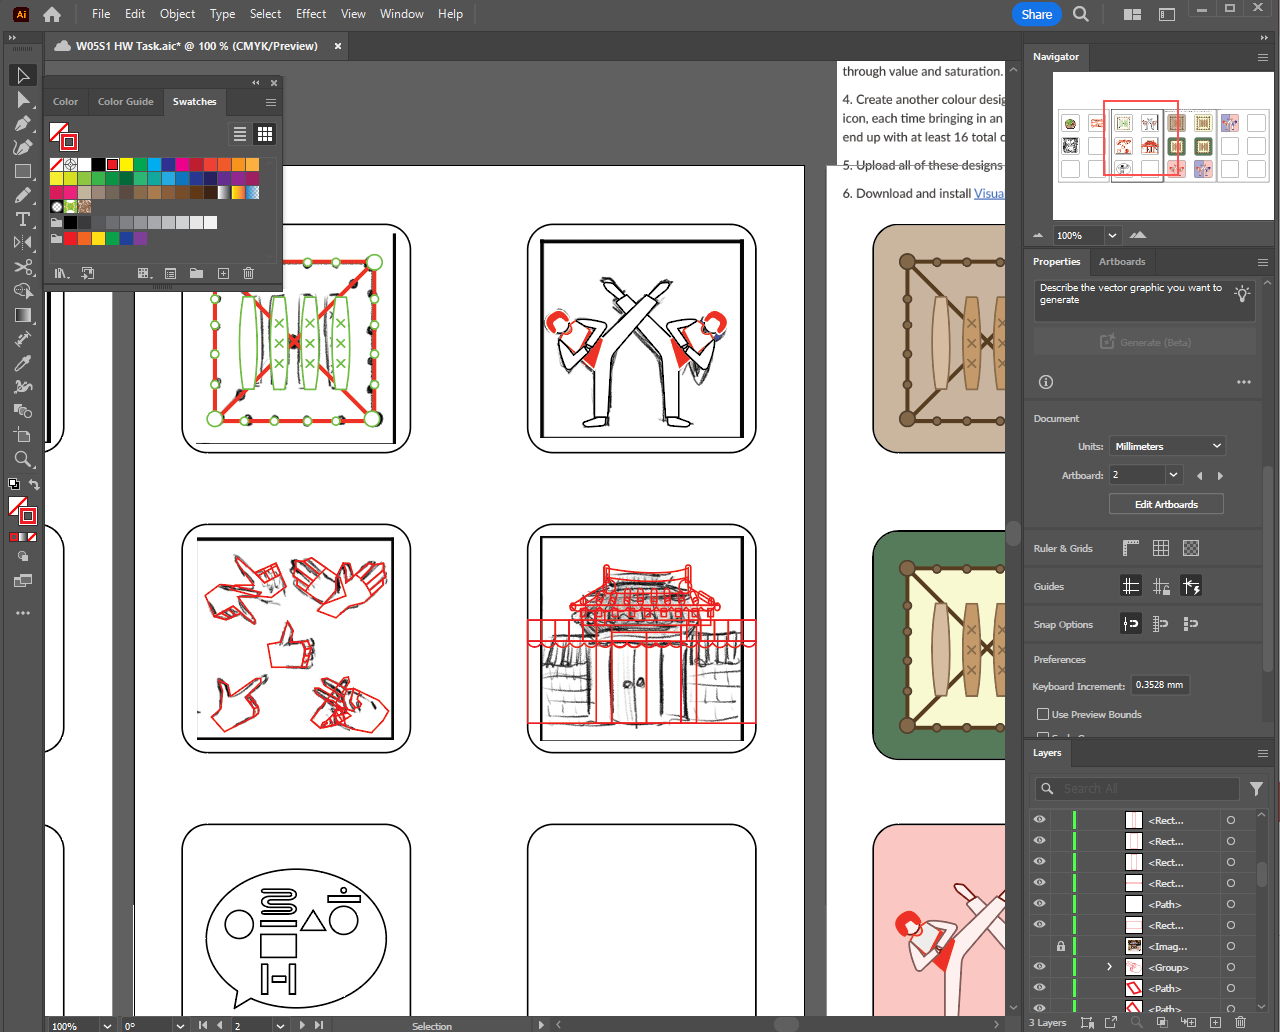 Ai
File Edit Object Type Select Effect View Window Help
Share
W05S1 HW Task.aic* @ 100 % (CMYK/Preview)
Color Color Guide Swatches
through value and saturation.
4. Create another colour desig
icon, each time bringing in an
end up with at least 16 total c
5. Upload all of these designs
6. Download and install Visua
Navigator
100%
Properties Artboards
Describe the vector graphic you want to
generate
Generate (Beta)
Document
Units: Millimeters
Artboard: 2
Edit Artboards
Ruler & Grids
Guides
Snap Options
Preferences
Keyboard Increment: 0.3528 mm
Use Preview Bounds
Layers
Search All
<Rect...
<Rect...
<Rect...
<Rect...
<Path>
<Rect...
<Imag...
<Group>
<Path>
<Path>
3 Layers
100% 0° 2 Selection